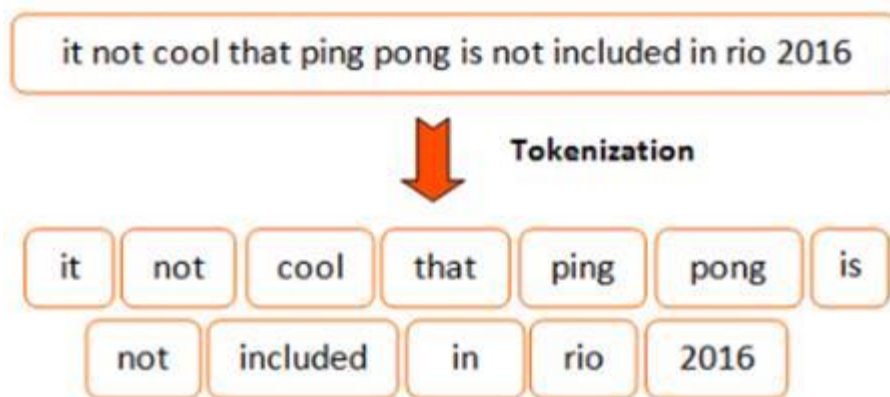 it not cool that ping pong is not included in rio 2016
Tokenization
it not cool that ping pong is
not included in rio 2016